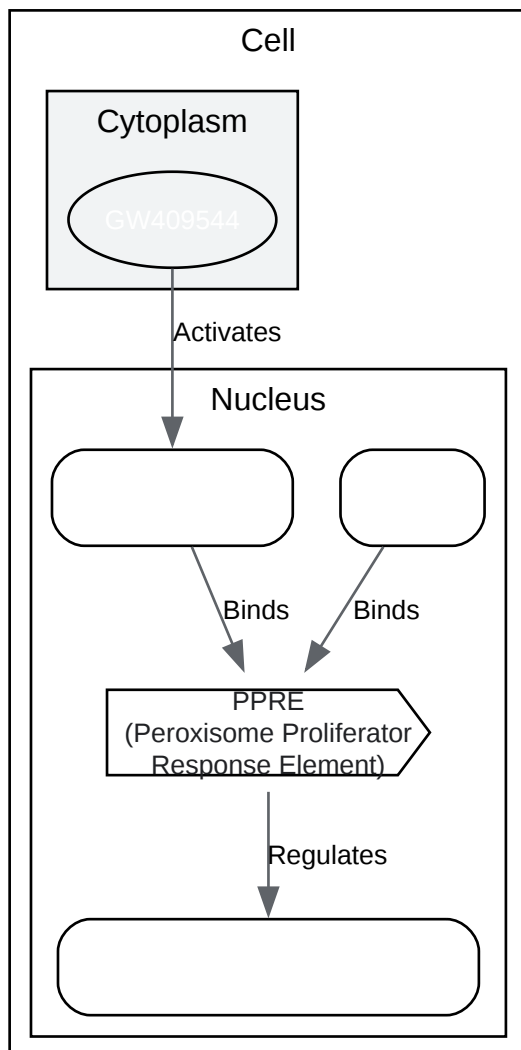 Cell
Cytoplasm
GW409544
Activates
Nucleus
Binds
Binds
PPRE
(Peroxisome Proliferator
Response Element)
Regulates